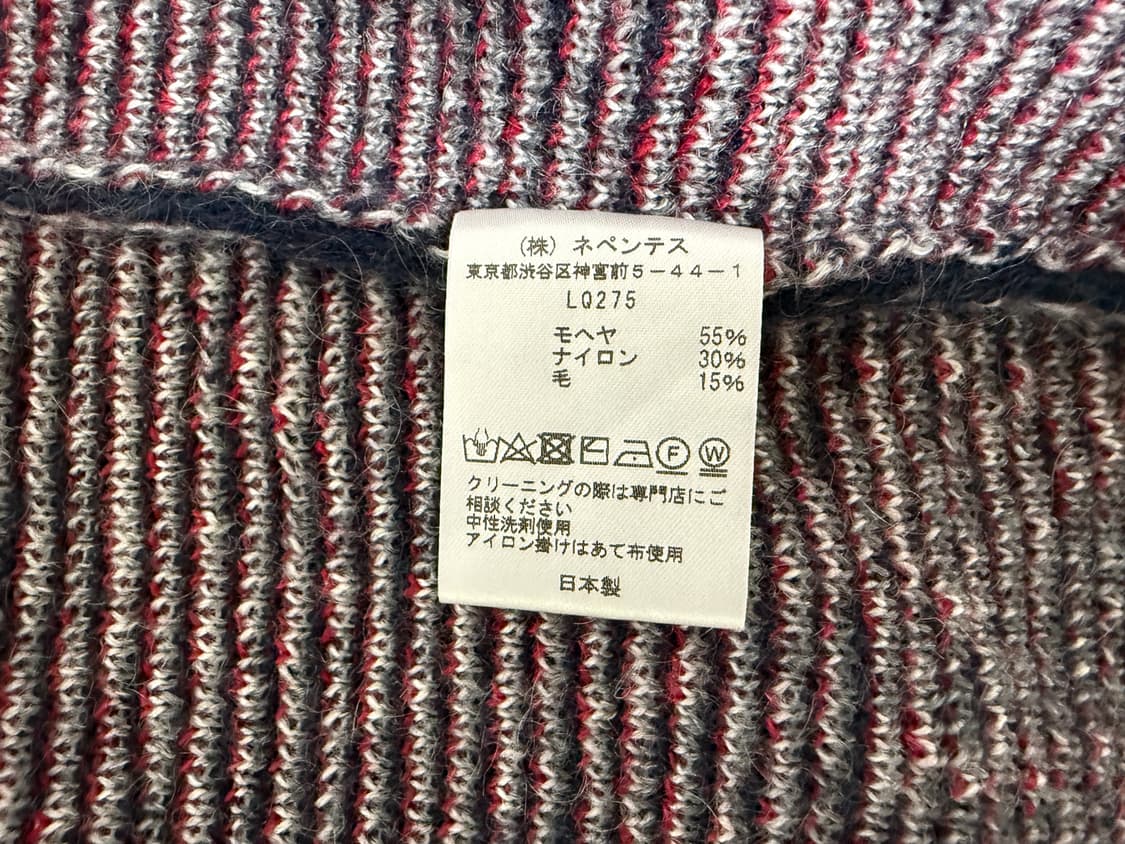 （株）ネペンテス
東京都渋谷区神宮前５－４４－１
LQ275
モヘヤ 55%
ナイロン 30%
毛 15%
F W
クリーニングの際は専門店にご
相談ください
中性洗剤使用
アイロン掛けはあて布使用
日本製